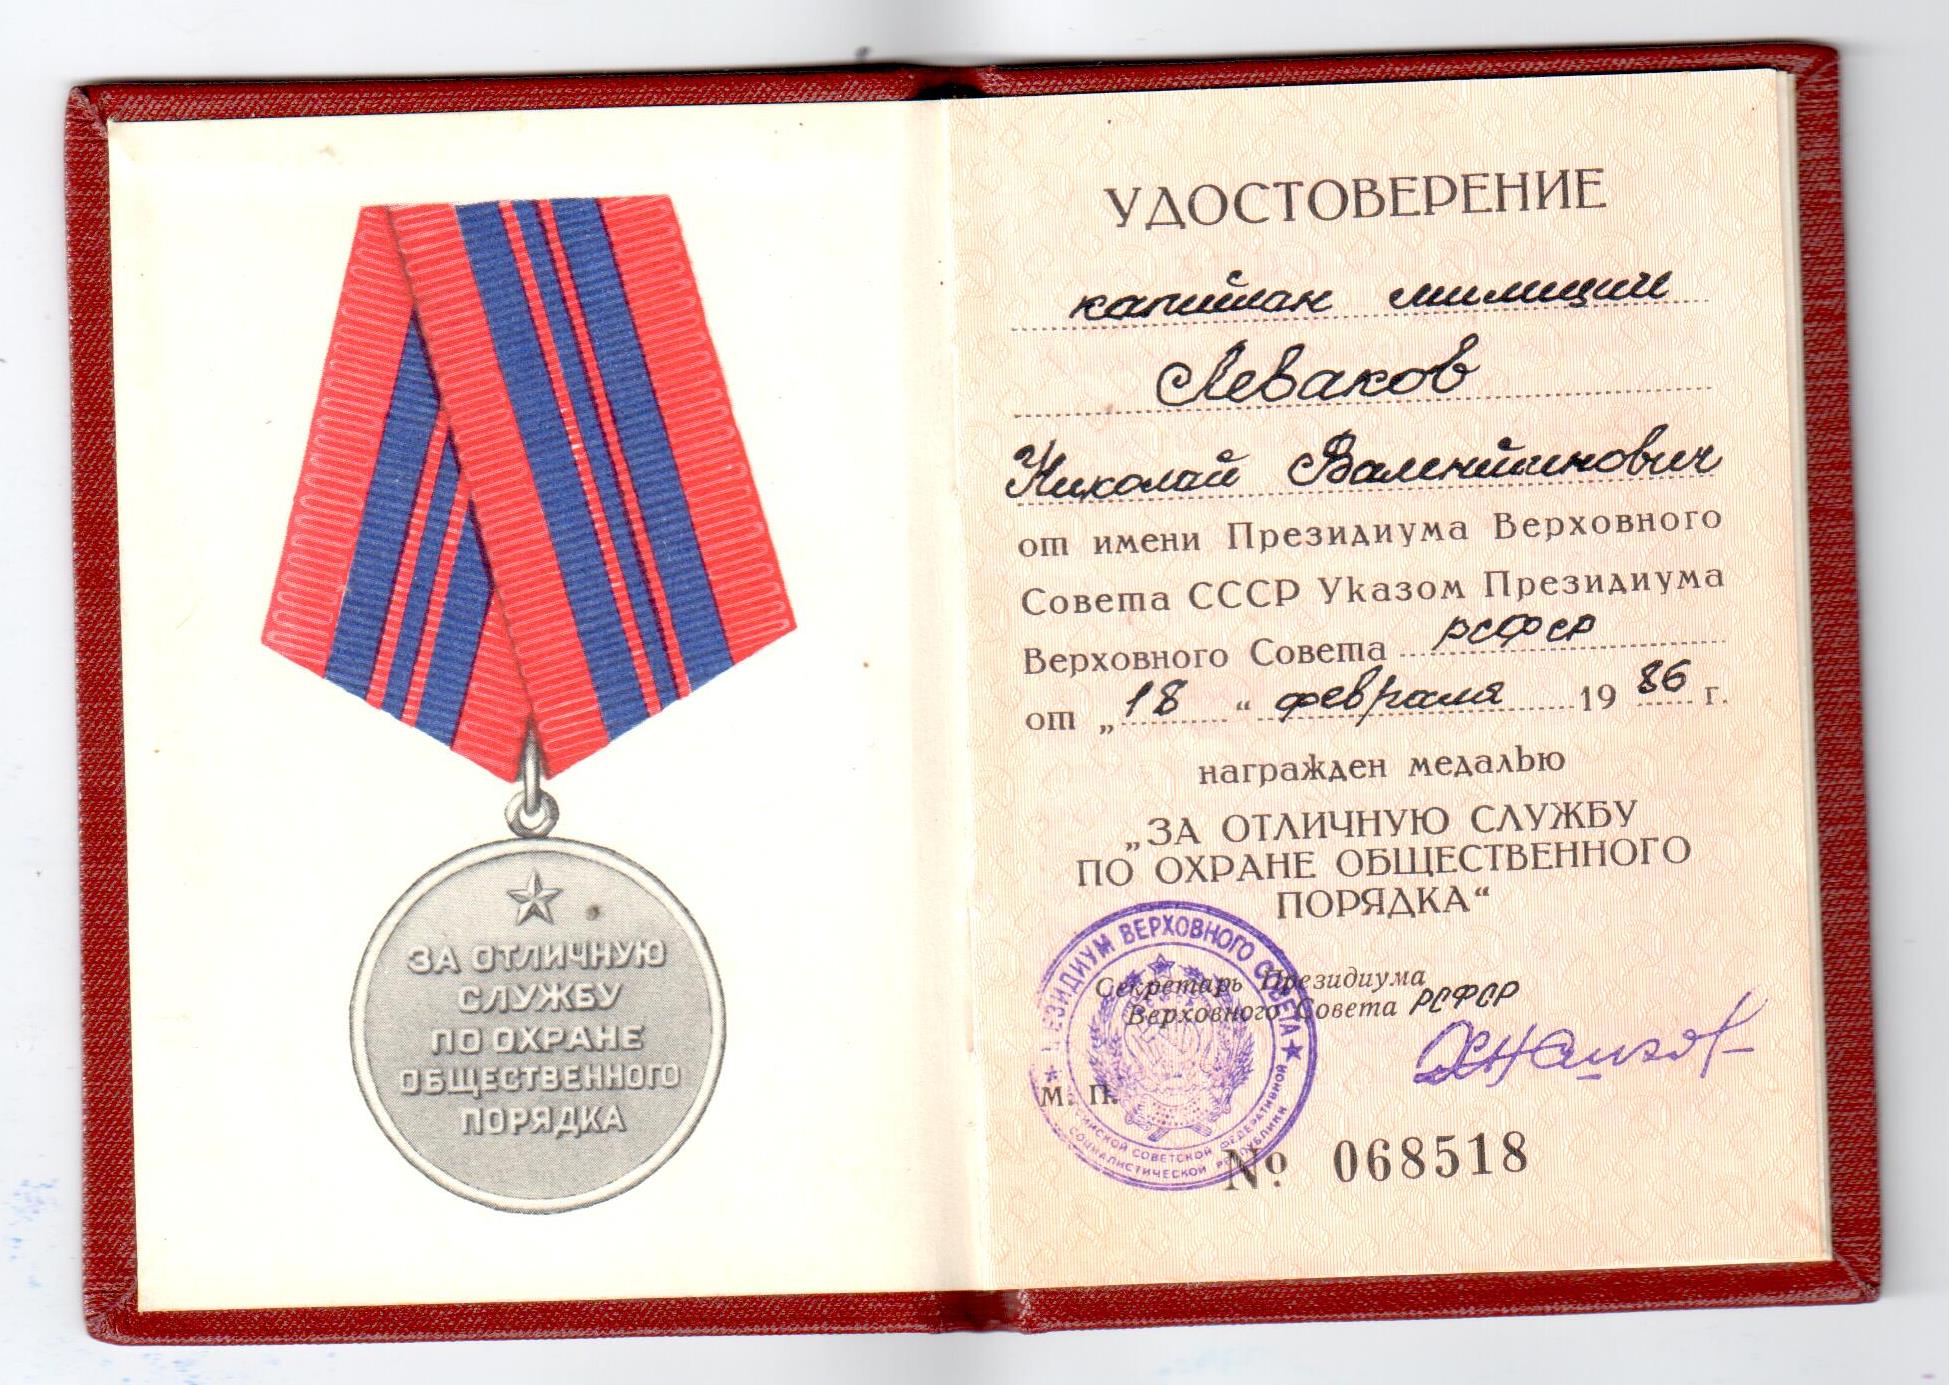 ЗА ОТЛИЧНУЮ
СЛУЖБУ
ПО ОХРАНЕ
ОБЩЕСТВЕННОГО
ПОРЯДКА
УДОСТОВЕРЕНИЕ
капитан милиции
Леваков
Николай Валентинович
от имени Президиума Верховного
Совета СССР Указом Президиума
Верховного Совета РСФСР
от „18“ февраля 1986 г.
награжден медалью
„ЗА ОТЛИЧНУЮ СЛУЖБУ
ПО ОХРАНЕ ОБЩЕСТВЕННОГО
ПОРЯДКА“
Секретарь Президиума
Верховного Совета РСФСР
М. П.
ВЕРХОВНОГО СОВЕТА
СОВЕТСКОЙ ФЕДЕРАТИВНОЙ
№ 068518